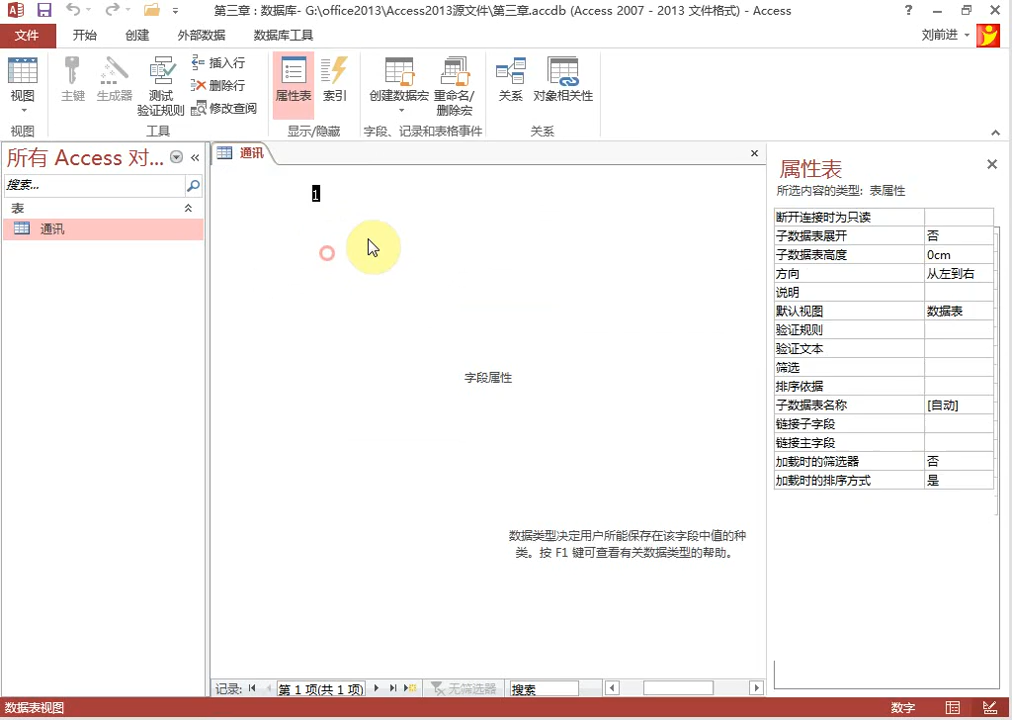 第三章 : 数据库- G:\office2013\Access2013源文件\第三章.accdb (Access 2007 - 2013 文件格式) - Access
?
文件 开始 创建 外部数据 数据库工具 刘前进
视图 主键 生成器 测试 验证规则 插入行 删除行 修改查阅 属性表 索引 创建数据宏 重命名/ 删除宏 关系 对象相关性
视图 工具 显示/隐藏 字段、记录和表格事件 关系
所有 Access 对...
搜索...
表
通讯
通讯
1
字段属性
数据类型决定用户所能保存在该字段中值的种
类。按 F1 键可查看有关数据类型的帮助。
属性表
所选内容的类型: 表属性
断开连接时为只读
子数据表展开 否
子数据表高度 0cm
方向 从左到右
说明
默认视图 数据表
验证规则
验证文本
筛选
排序依据
子数据表名称 [自动]
链接子字段
链接主字段
加载时的筛选器 否
加载时的排序方式 是
记录: 第 1 项(共 1 项) 无筛选器 搜索
数据表视图 数字